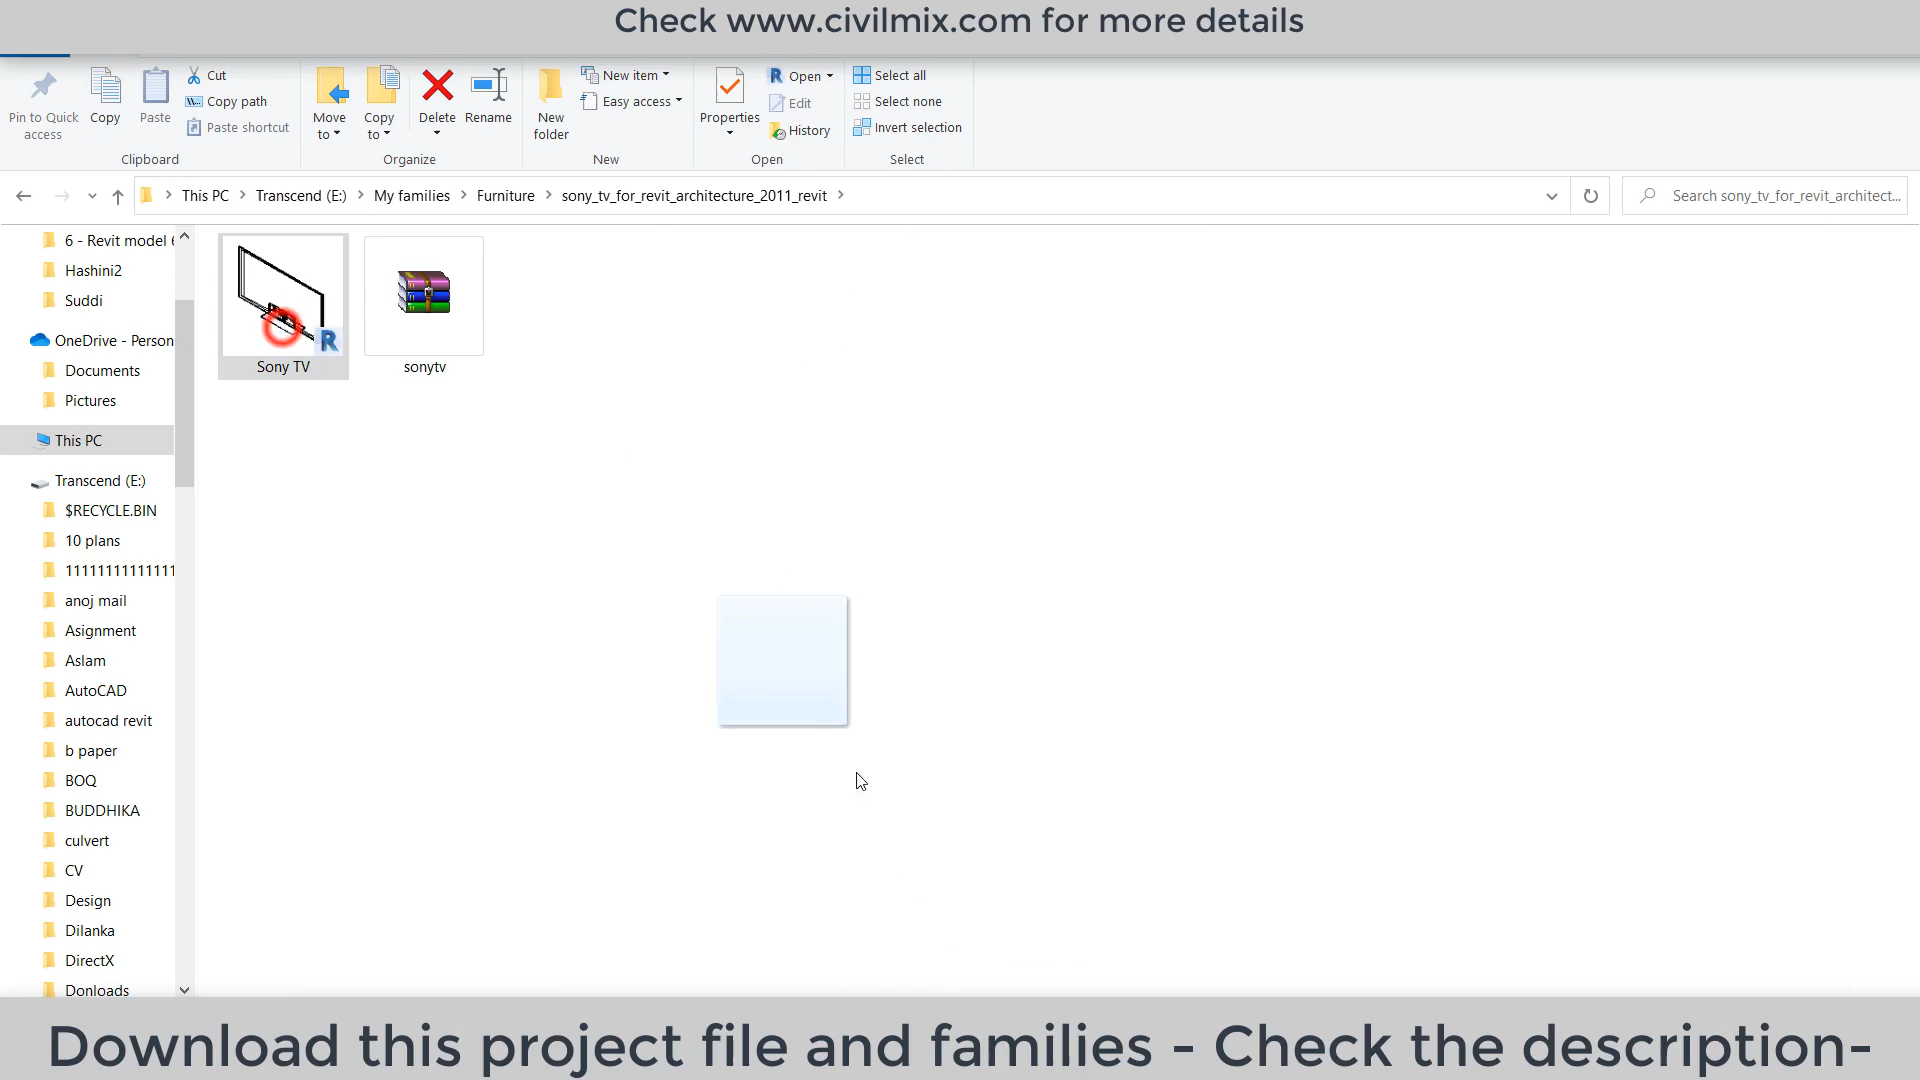 Check www.civilmix.com for more details
Pin to Quick access
Copy
Paste
Cut
Copy path
Paste shortcut
Clipboard
Move to
Copy to
Delete
Rename
Organize
New folder
New item
Easy access
New
Properties
Open
Edit
History
Open
Select all
Select none
Invert selection
Select
This PC
Transcend (E:)
My families
Furniture
sony_tv_for_revit_architecture_2011_revit
Search sony_tv_for_revit_architect...
6 - Revit model 6
Hashini2
Suddi
OneDrive - Person
Documents
Pictures
This PC
Transcend (E:)
$RECYCLE.BIN
10 plans
11111111111111
anoj mail
Asignment
Aslam
AutoCAD
autocad revit
b paper
BOQ
BUDDHIKA
culvert
CV
Design
Dilanka
DirectX
Donloads
R
Sony TV
sonytv
Download this project file and families - Check the description-